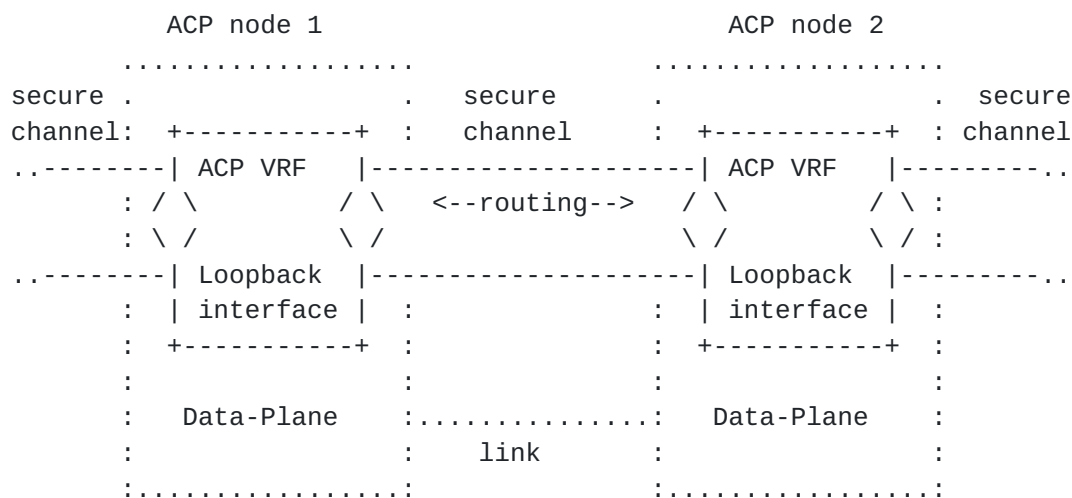 ACP node 1                          ACP node 2
         ...................                 ...................
secure .                  .   secure      .                  .  secure
channel:  +-----------+  :   channel     :  +-----------+  : channel
..--------| ACP VRF   |---------------------| ACP VRF   |---------..
       : / \         / \   <--routing-->   / \         / \ :
       : \ /         \ /                   \ /         \ / :
..--------| Loopback  |---------------------| Loopback  |---------..
       :  | interface |  :                 :  | interface |  :
       :  +-----------+  :                 :  +-----------+  :
       :                 :                 :                 :
       :   Data-Plane    :...............:   Data-Plane    :
       :                 :    link        :                 :
       :.................:                 :.................: